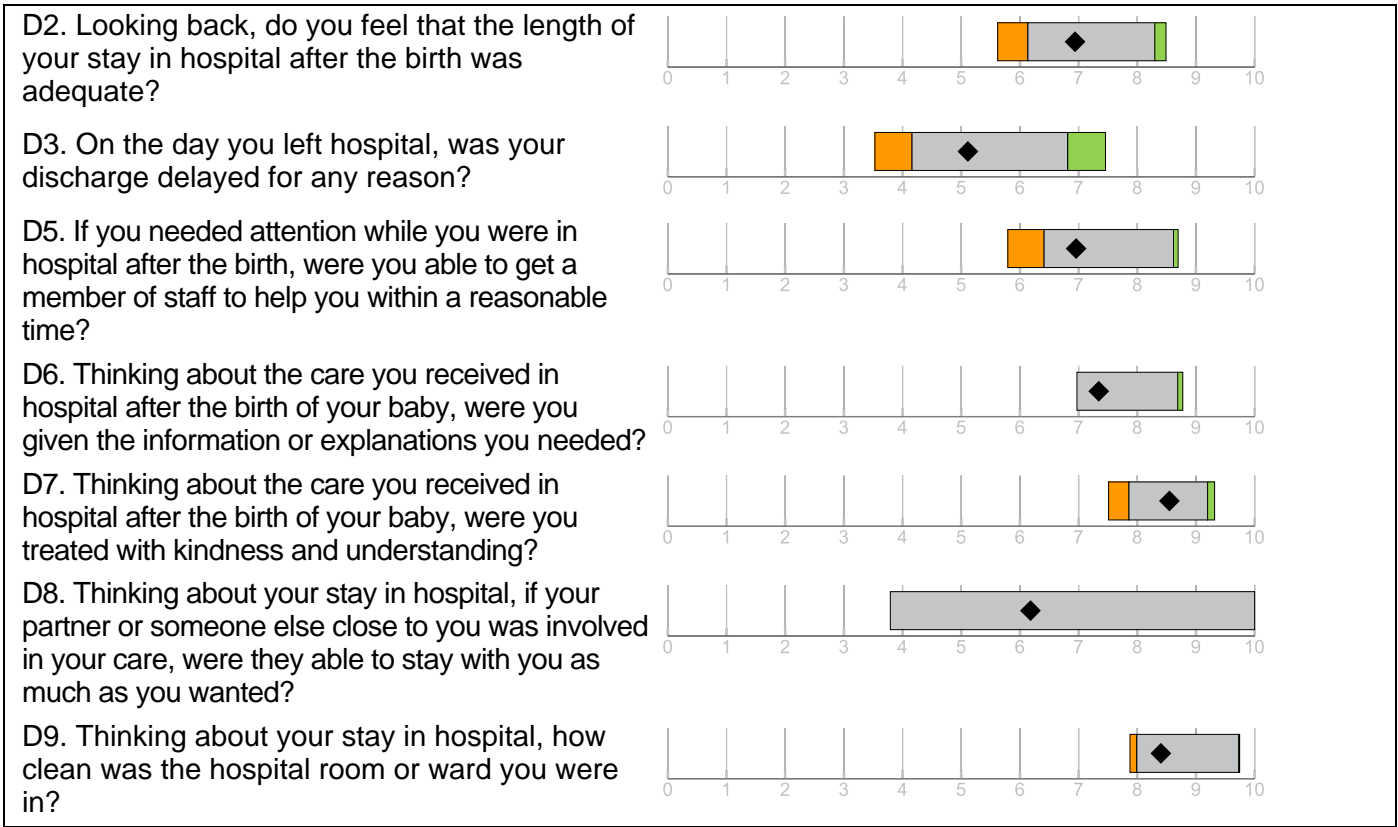 D2. Looking back, do you feel that the length of
your stay in hospital after the birth was
adequate?
0 1 2 3 4 5 6 7 8 9 10
D3. On the day you left hospital, was your
discharge delayed for any reason?
0 1 2 3 4 5 6 7 8 9 10
D5. If you needed attention while you were in
hospital after the birth, were you able to get a
member of staff to help you within a reasonable
time?
0 1 2 3 4 5 6 7 8 9 10
D6. Thinking about the care you received in
hospital after the birth of your baby, were you
given the information or explanations you needed?
0 1 2 3 4 5 6 7 8 9 10
D7. Thinking about the care you received in
hospital after the birth of your baby, were you
treated with kindness and understanding?
0 1 2 3 4 5 6 7 8 9 10
D8. Thinking about your stay in hospital, if your
partner or someone else close to you was involved
in your care, were they able to stay with you as
much as you wanted?
0 1 2 3 4 5 6 7 8 9 10
D9. Thinking about your stay in hospital, how
clean was the hospital room or ward you were
in?
0 1 2 3 4 5 6 7 8 9 10